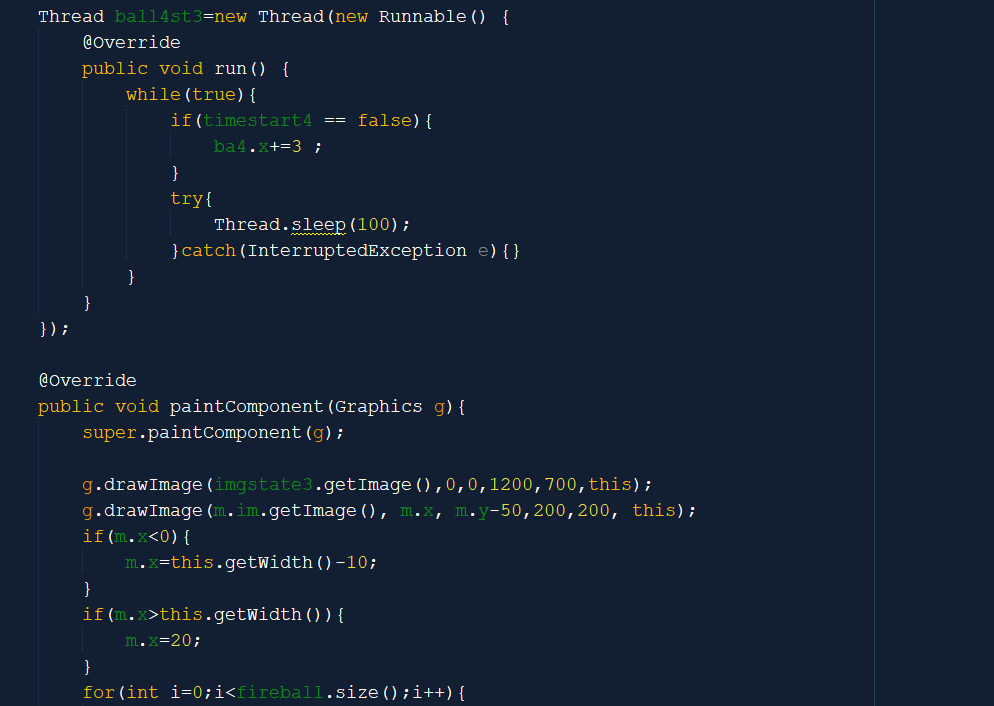 Thread ball4st3=new Thread(new Runnable() {
    @Override
    public void run() {
        while(true){
            if(timestart4 == false){
                ba4.x+=3 ;
            }
            try{
                Thread.sleep(100);
            }catch(InterruptedException e){}
        }
    }
});

@Override
public void paintComponent(Graphics g){
    super.paintComponent(g);

    g.drawImage(imgstate3.getImage(),0,0,1200,700,this);
    g.drawImage(m.im.getImage(), m.x, m.y-50,200,200, this);
    if(m.x<0){
        m.x=this.getWidth()-10;
    }
    if(m.x>this.getWidth()){
        m.x=20;
    }
    for(int i=0;i<fireball.size();i++){